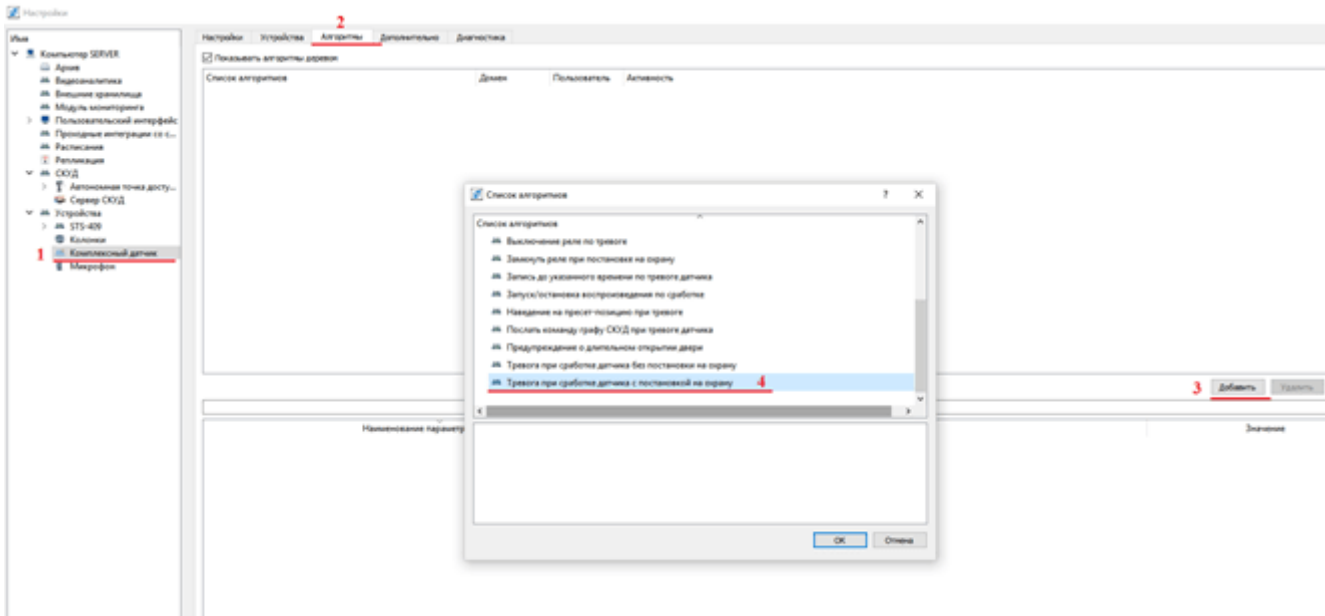 Настройки
2
Имя
Компьютер SERVER
Архив
Видеоаналитика
Внешние хранилища
Модуль мониторинга
Пользовательский интерфейс
Проходные интеграции со с...
Расписания
Репликация
СКУД
Автономная точка досту...
Сервер СКУД
Устройства
STS-409
Колонки
1 Комплексный датчик
Микрофон
Настройки Устройства Алгоритмы Дополнительно Диагностика
Показывать алгоритмы деревом
Список алгоритмов Домен Пользователь Активность
Список алгоритмов ?
Список алгоритмов
Выключение реле по тревоге
Замкнуть реле при постановке на охрану
Запись до указанного времени по тревоге датчика
Запуск/остановка воспроизведения по сработке
Наведение на пресет-позицию при тревоге
Послать команду графу СКУД при тревоге датчика
Предупреждение о длительном открытии двери
Тревога при сработке датчика без постановки на охрану
Тревога при сработке датчика с постановкой на охрану 4
OK Отмена
3 Добавить Удалить
Наименование параметр Значение